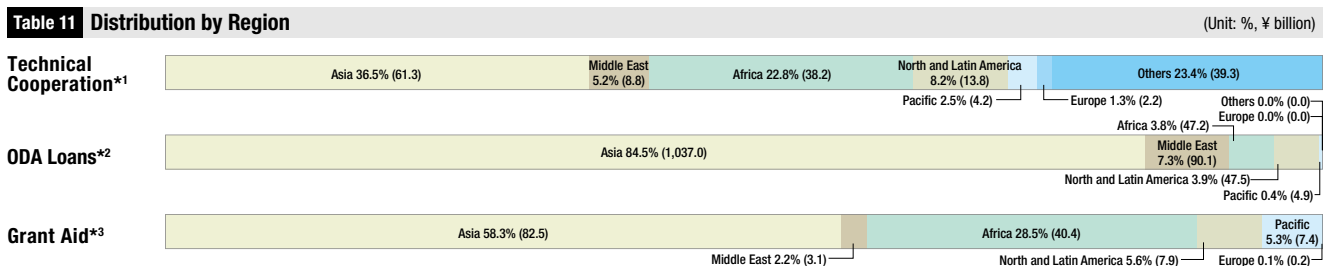 Table 11 Distribution by Region (Unit: %, ¥ billion)
Technical
Cooperation*1
Asia 36.5% (61.3)
Middle East
5.2% (8.8)
Africa 22.8% (38.2)
North and Latin America
8.2% (13.8)
Others 23.4% (39.3)
Pacific 2.5% (4.2)
Europe 1.3% (2.2)
Others 0.0% (0.0)
Europe 0.0% (0.0)
Africa 3.8% (47.2)
ODA Loans*2
Asia 84.5% (1,037.0)
Middle East
7.3% (90.1)
North and Latin America 3.9% (47.5)
Pacific 0.4% (4.9)
Grant Aid*3
Asia 58.3% (82.5)
Africa 28.5% (40.4)
Pacific
5.3% (7.4)
Middle East 2.2% (3.1)
North and Latin America 5.6% (7.9)
Europe 0.1% (0.2)